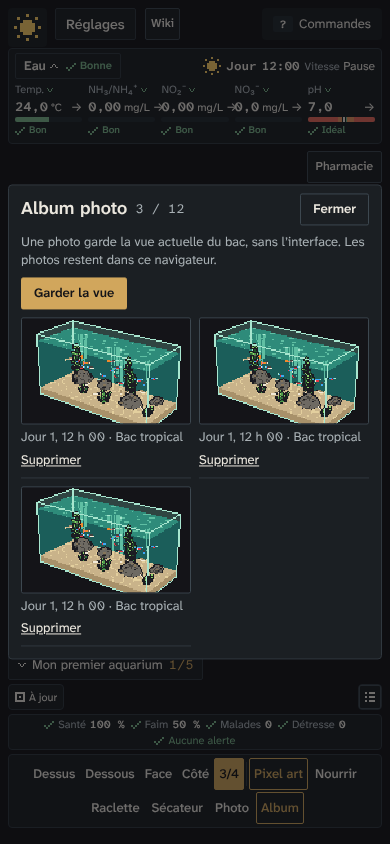 Réglages Wiki ? Commandes
Eau Bonne Jour 12:00 Vitesse Pause
Temp. NH₃/NH₄⁺ NO₂⁻ NO₃⁻ pH
24,0 °C → 0,00 mg/L → 0,00 mg/L → 0,0 mg/L → 7,0 →
Bon Bon Bon Bon Idéal
Pharmacie
Album photo 3 / 12 Fermer
Une photo garde la vue actuelle du bac, sans l'interface. Les
photos restent dans ce navigateur.
Garder la vue
Jour 1, 12 h 00 · Bac tropical Jour 1, 12 h 00 · Bac tropical
Supprimer Supprimer
Jour 1, 12 h 00 · Bac tropical
Supprimer
Mon premier aquarium 1/5
À jour
Santé 100 % Faim 50 % Malades 0 Détresse 0
Aucune alerte
Dessus Dessous Face Côté 3/4 Pixel art Nourrir
Raclette Sécateur Photo Album